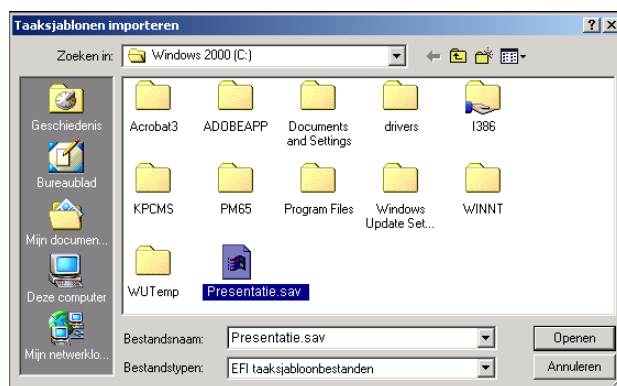 Taaksjablonen importeren
Zoeken in: Windows 2000 (C:)
Geschiedenis
Bureaublad
Mijn documen...
Deze computer
Mijn netwerklo...
Acrobat3 ADOBEAPP Documents and Settings drivers I386
KPCMS PM65 Program Files Windows Update Set... WINNT
WUTemp Presentatie.sav
Bestandsnaam: Presentatie.sav Openen
Bestandstypen: EFI taaksjabloonbestanden Annuleren